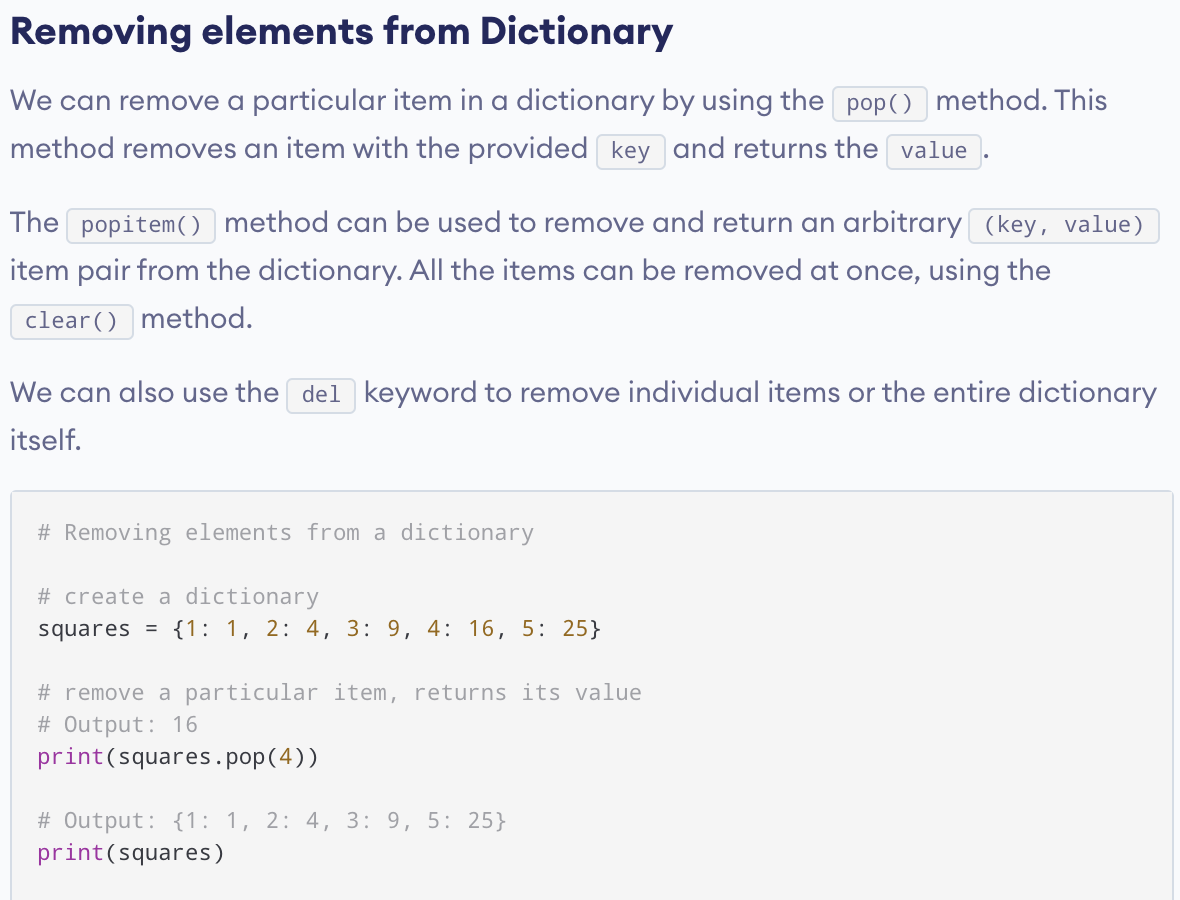 Removing elements from Dictionary
We can remove a particular item in a dictionary by using the pop() method. This
method removes an item with the provided key and returns the value .
The popitem() method can be used to remove and return an arbitrary (key, value)
item pair from the dictionary. All the items can be removed at once, using the
clear() method.
We can also use the del keyword to remove individual items or the entire dictionary
itself.
# Removing elements from a dictionary
# create a dictionary
squares = {1: 1, 2: 4, 3: 9, 4: 16, 5: 25}
# remove a particular item, returns its value
# Output: 16
print(squares.pop(4))
# Output: {1: 1, 2: 4, 3: 9, 5: 25}
print(squares)